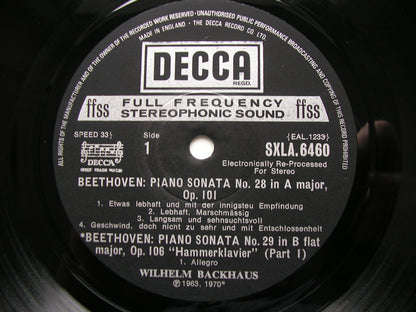 ALL RIGHTS OF THE MANUFACTURER AND OF THE OWNER OF THE RECORDED WORK RESERVED · UNAUTHORISED PUBLIC PERFORMANCE BROADCASTING AND COPYING OF THIS RECORD PROHIBITED
MADE IN ENGLAND · THE DECCA RECORD CO LTD
DECCA
REGD.
ffss FULL FREQUENCY STEREOPHONIC SOUND ffss
SPEED 33⅓ Side (EAL.1233)
1 SXLA.6460
DECCA
Electronically Re-Processed
For Stereo
BEETHOVEN: PIANO SONATA No. 28 in A major,
Op. 101
1. Etwas lebhaft und mit der innigsteu Empfindung
2. Lebhaft. Marschmässig
3. Langsam und sehnsuchtsvoll
4. Geschwind, doch nicht zu sehr und mit Entschlossenheit
*BEETHOVEN: PIANO SONATA No. 29 in B flat
major, Op. 106 "Hammerklavier" (Part 1)
1. Allegro
WILHELM BACKHAUS
℗ 1963, 1970*